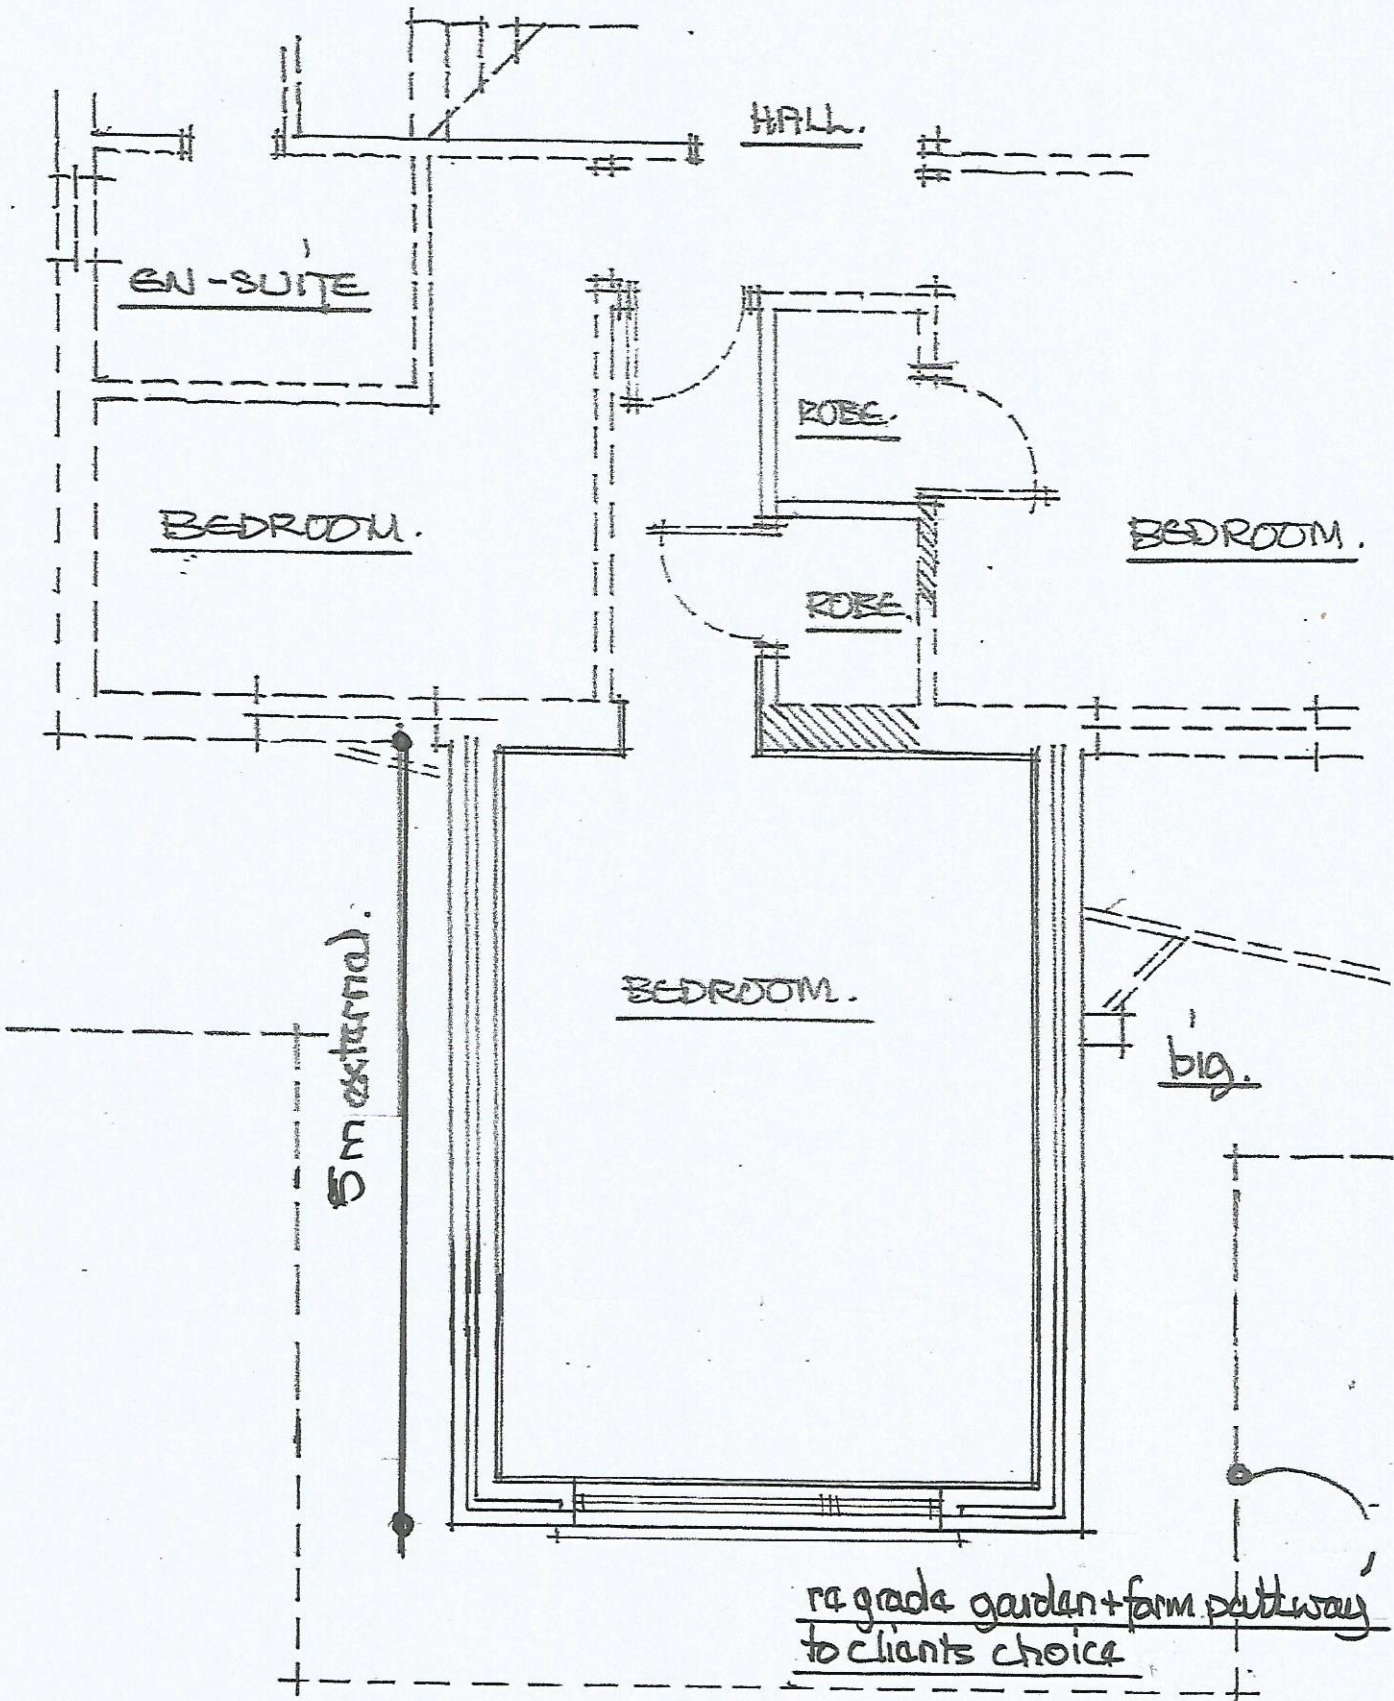 HALL.
EN-SUITE
ROBE.
BEDROOM.
BEDROOM.
ROBE.
5m external.
BEDROOM.
big.
re grade garden + form pathway
to clients choice